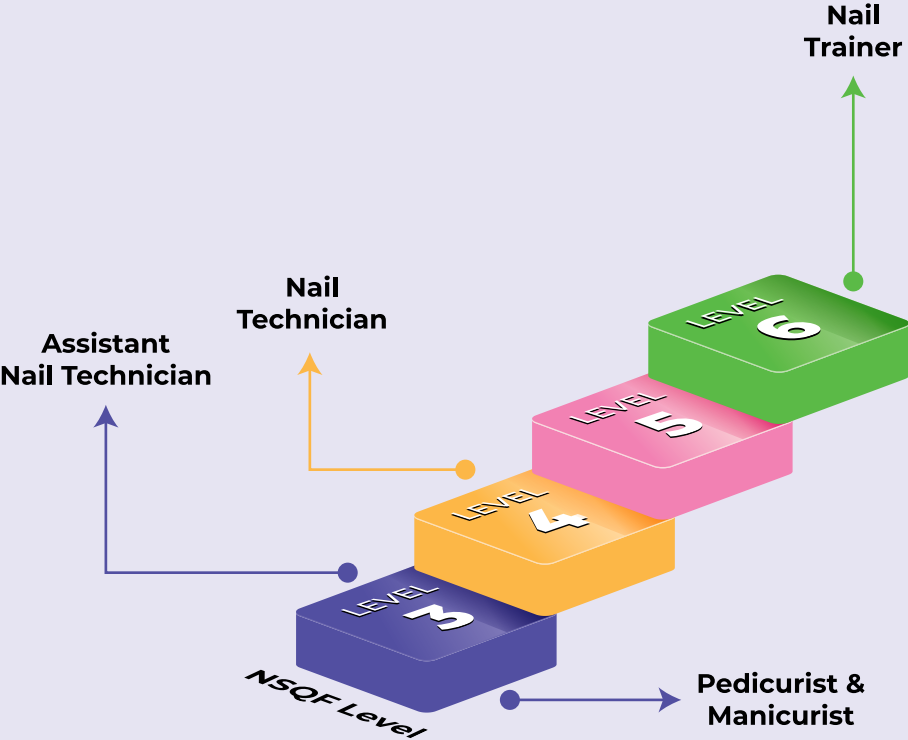 Nail
Trainer
Nail
Technician
Assistant
Nail Technician
LEVEL
6
LEVEL
5
LEVEL
4
LEVEL
3
NSQF Level
Pedicurist &
Manicurist